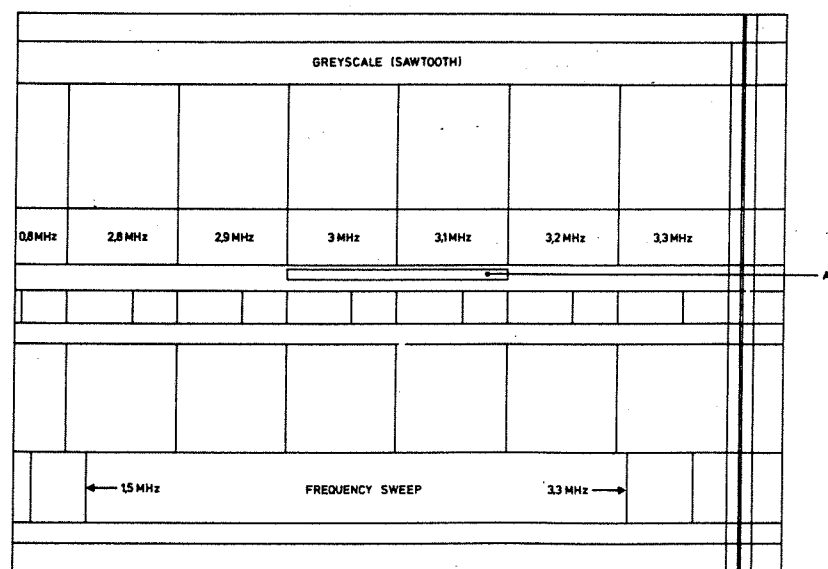 GREYSCALE (SAWTOOTH)
0,8 MHz 2,8 MHz 2,9 MHz 3 MHz 3,1 MHz 3,2 MHz 3,3 MHz
A
1,5 MHz FREQUENCY SWEEP 3,3 MHz